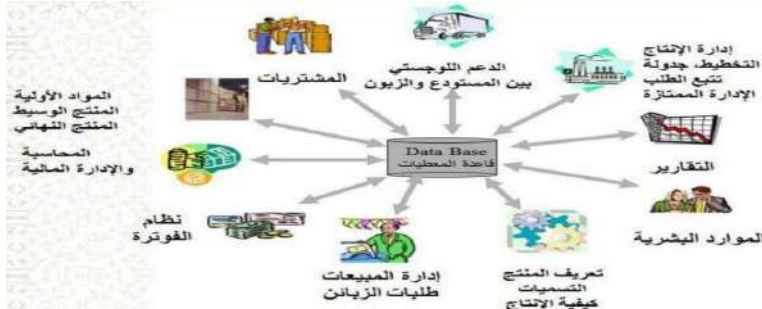 إدارة الإنتاج
التخطيط، جدولة
تتبع الطلب
الإدارة الممتازة
الدعم اللوجستي
بين المستودع والزبون
المشتريات
المواد الأولية
المنتج الوسيط
المنتج النهائي
Data Base
قاعدة المعطيات
التقارير
المحاسبة
والإدارة المالية
الموارد البشرية
نظام
الفوترة
إدارة المبيعات
طلبات الزبائن
تعريف المنتج
التسميات
كيفية الإنتاج